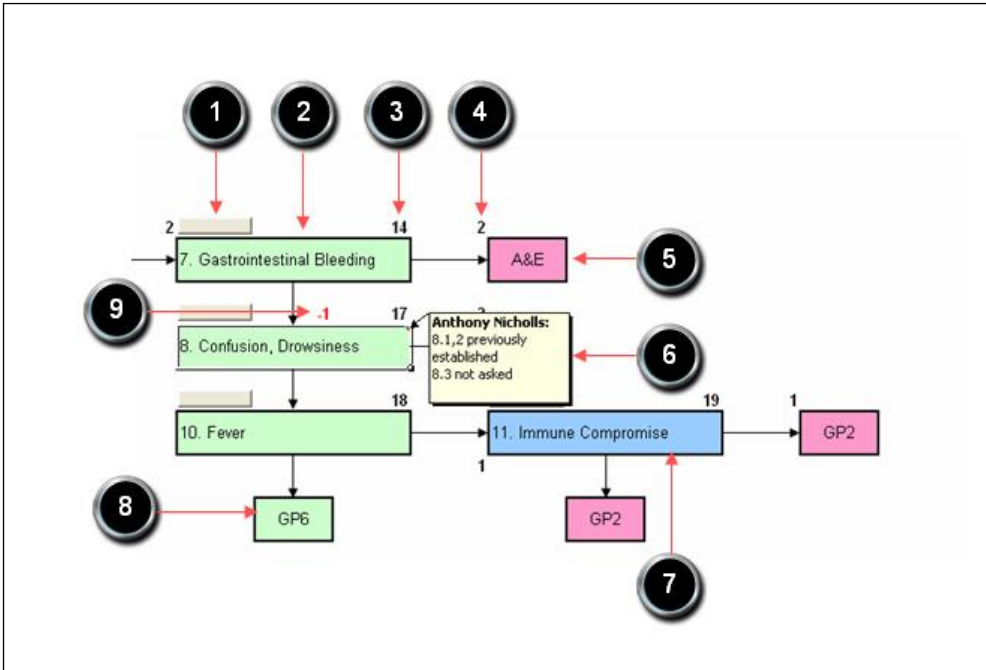 1 2 3 4
2 14 2
7. Gastrointestinal Bleeding A&E 5
9 -1 17
8. Confusion, Drowsiness
Anthony Nicholls:
8.1,2 previously
established
8.3 not asked
6
18 19 1
10. Fever 11. Immune Compromise GP2
1
8 GP6 GP2
7